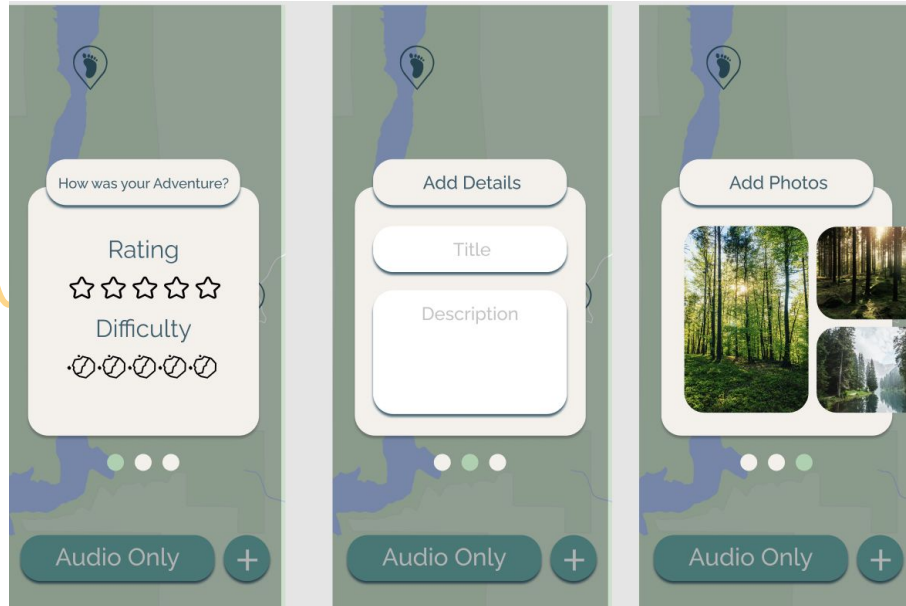 How was your Adventure?
Rating
Difficulty
Audio Only
+
Add Details
Title
Description
Audio Only
+
Add Photos
Audio Only
+